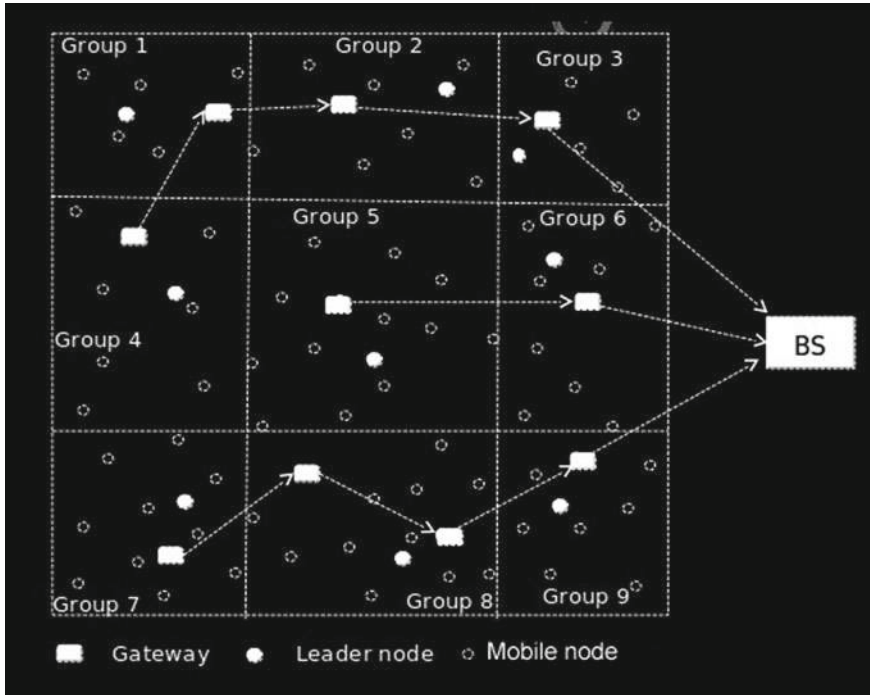 Group 1
Group 2
Group 3
Group 4
Group 5
Group 6
BS
Group 7
Group 8
Group 9
Gateway
Leader node
Mobile node